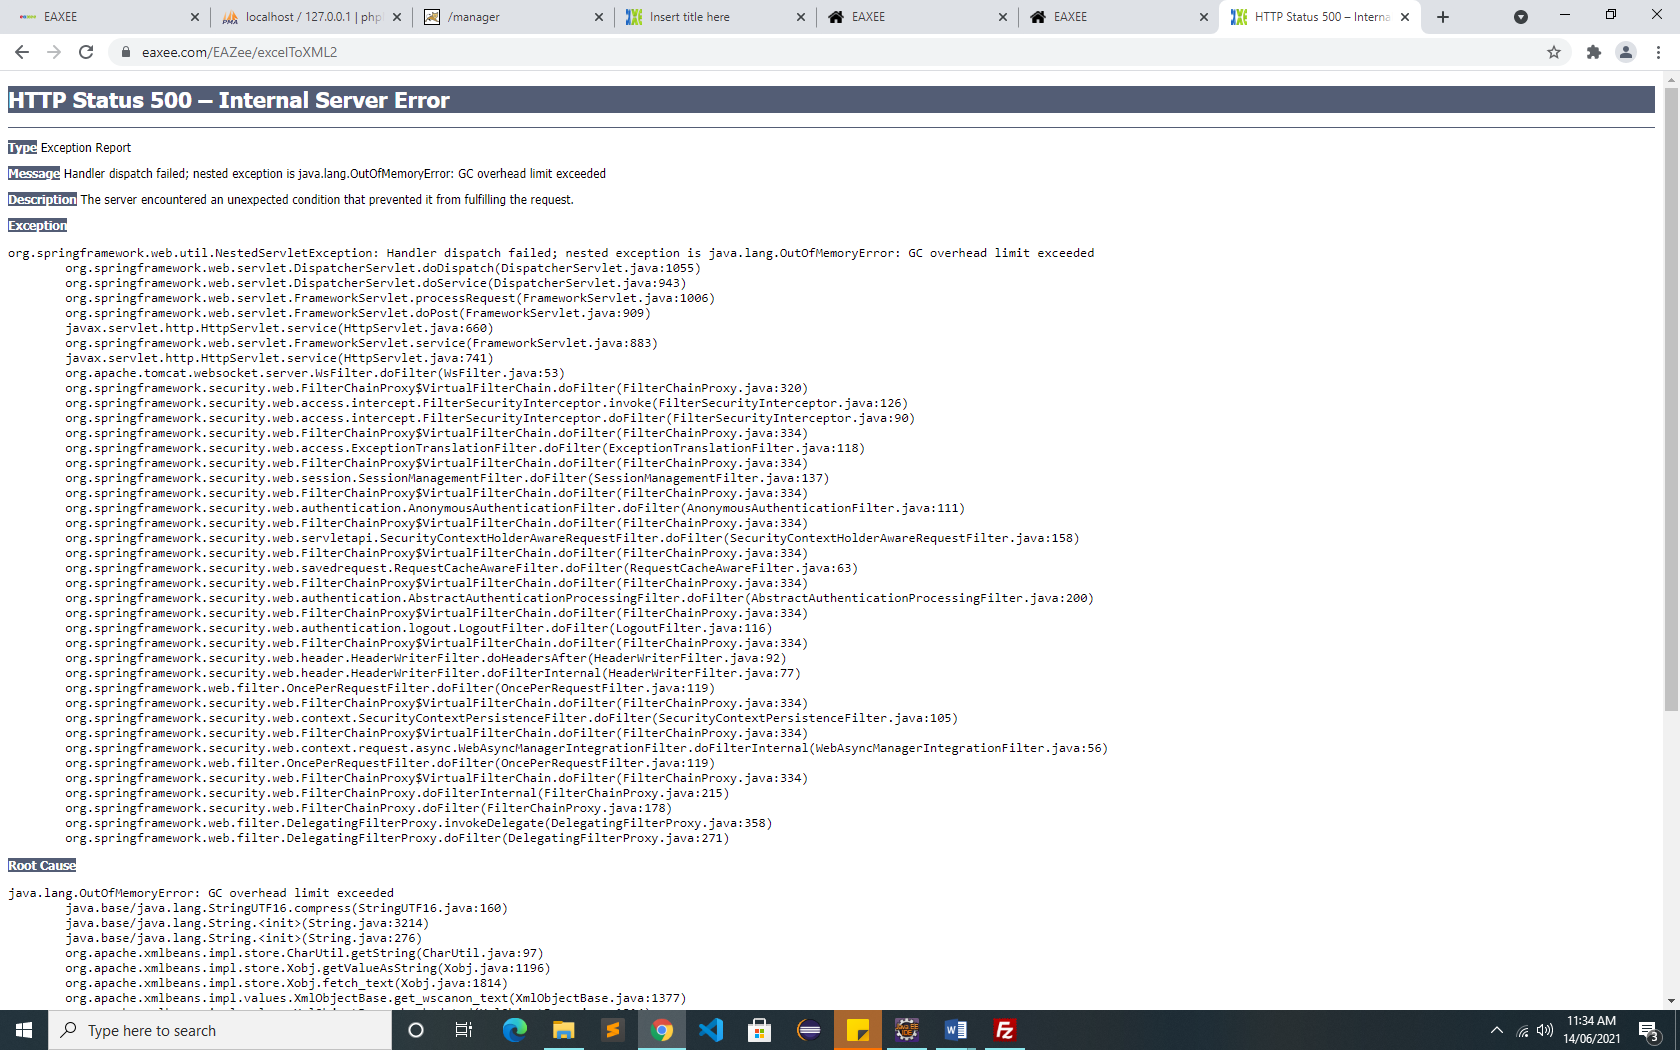 EAXEE
localhost / 127.0.0.1 | php
/manager
Insert title here
EAXEE
EAXEE
HTTP Status 500 – Interna
eaxee.com/EAZee/excelToXML2
HTTP Status 500 – Internal Server Error
Type Exception Report
Message Handler dispatch failed; nested exception is java.lang.OutOfMemoryError: GC overhead limit exceeded
Description The server encountered an unexpected condition that prevented it from fulfilling the request.
Exception
org.springframework.web.util.NestedServletException: Handler dispatch failed; nested exception is java.lang.OutOfMemoryError: GC overhead limit exceeded
org.springframework.web.servlet.DispatcherServlet.doDispatch(DispatcherServlet.java:1055)
org.springframework.web.servlet.DispatcherServlet.doService(DispatcherServlet.java:943)
org.springframework.web.servlet.FrameworkServlet.processRequest(FrameworkServlet.java:1006)
org.springframework.web.servlet.FrameworkServlet.doPost(FrameworkServlet.java:909)
javax.servlet.http.HttpServlet.service(HttpServlet.java:660)
org.springframework.web.servlet.FrameworkServlet.service(FrameworkServlet.java:883)
javax.servlet.http.HttpServlet.service(HttpServlet.java:741)
org.apache.tomcat.websocket.server.WsFilter.doFilter(WsFilter.java:53)
org.springframework.security.web.FilterChainProxy$VirtualFilterChain.doFilter(FilterChainProxy.java:320)
org.springframework.security.web.access.intercept.FilterSecurityInterceptor.invoke(FilterSecurityInterceptor.java:126)
org.springframework.security.web.access.intercept.FilterSecurityInterceptor.doFilter(FilterSecurityInterceptor.java:90)
org.springframework.security.web.FilterChainProxy$VirtualFilterChain.doFilter(FilterChainProxy.java:334)
org.springframework.security.web.access.ExceptionTranslationFilter.doFilter(ExceptionTranslationFilter.java:118)
org.springframework.security.web.FilterChainProxy$VirtualFilterChain.doFilter(FilterChainProxy.java:334)
org.springframework.security.web.session.SessionManagementFilter.doFilter(SessionManagementFilter.java:137)
org.springframework.security.web.FilterChainProxy$VirtualFilterChain.doFilter(FilterChainProxy.java:334)
org.springframework.security.web.authentication.AnonymousAuthenticationFilter.doFilter(AnonymousAuthenticationFilter.java:111)
org.springframework.security.web.FilterChainProxy$VirtualFilterChain.doFilter(FilterChainProxy.java:334)
org.springframework.security.web.servletapi.SecurityContextHolderAwareRequestFilter.doFilter(SecurityContextHolderAwareRequestFilter.java:158)
org.springframework.security.web.FilterChainProxy$VirtualFilterChain.doFilter(FilterChainProxy.java:334)
org.springframework.security.web.savedrequest.RequestCacheAwareFilter.doFilter(RequestCacheAwareFilter.java:63)
org.springframework.security.web.FilterChainProxy$VirtualFilterChain.doFilter(FilterChainProxy.java:334)
org.springframework.security.web.authentication.AbstractAuthenticationProcessingFilter.doFilter(AbstractAuthenticationProcessingFilter.java:200)
org.springframework.security.web.FilterChainProxy$VirtualFilterChain.doFilter(FilterChainProxy.java:334)
org.springframework.security.web.authentication.logout.LogoutFilter.doFilter(LogoutFilter.java:116)
org.springframework.security.web.FilterChainProxy$VirtualFilterChain.doFilter(FilterChainProxy.java:334)
org.springframework.security.web.header.HeaderWriterFilter.doHeadersAfter(HeaderWriterFilter.java:92)
org.springframework.security.web.header.HeaderWriterFilter.doFilterInternal(HeaderWriterFilter.java:77)
org.springframework.web.filter.OncePerRequestFilter.doFilter(OncePerRequestFilter.java:119)
org.springframework.security.web.FilterChainProxy$VirtualFilterChain.doFilter(FilterChainProxy.java:334)
org.springframework.security.web.context.SecurityContextPersistenceFilter.doFilter(SecurityContextPersistenceFilter.java:105)
org.springframework.security.web.FilterChainProxy$VirtualFilterChain.doFilter(FilterChainProxy.java:334)
org.springframework.security.web.context.request.async.WebAsyncManagerIntegrationFilter.doFilterInternal(WebAsyncManagerIntegrationFilter.java:56)
org.springframework.web.filter.OncePerRequestFilter.doFilter(OncePerRequestFilter.java:119)
org.springframework.security.web.FilterChainProxy$VirtualFilterChain.doFilter(FilterChainProxy.java:334)
org.springframework.security.web.FilterChainProxy.doFilterInternal(FilterChainProxy.java:215)
org.springframework.security.web.FilterChainProxy.doFilter(FilterChainProxy.java:178)
org.springframework.web.filter.DelegatingFilterProxy.invokeDelegate(DelegatingFilterProxy.java:358)
org.springframework.web.filter.DelegatingFilterProxy.doFilter(DelegatingFilterProxy.java:271)
Root Cause
java.lang.OutOfMemoryError: GC overhead limit exceeded
java.base/java.lang.StringUTF16.compress(StringUTF16.java:160)
java.base/java.lang.String.<init>(String.java:3214)
java.base/java.lang.String.<init>(String.java:276)
org.apache.xmlbeans.impl.store.CharUtil.getString(CharUtil.java:97)
org.apache.xmlbeans.impl.store.Xobj.getValueAsString(Xobj.java:1196)
org.apache.xmlbeans.impl.store.Xobj.fetch_text(Xobj.java:1814)
org.apache.xmlbeans.impl.values.XmlObjectBase.get_wscanon_text(XmlObjectBase.java:1377)
Type here to search
11:34 AM
14/06/2021
3